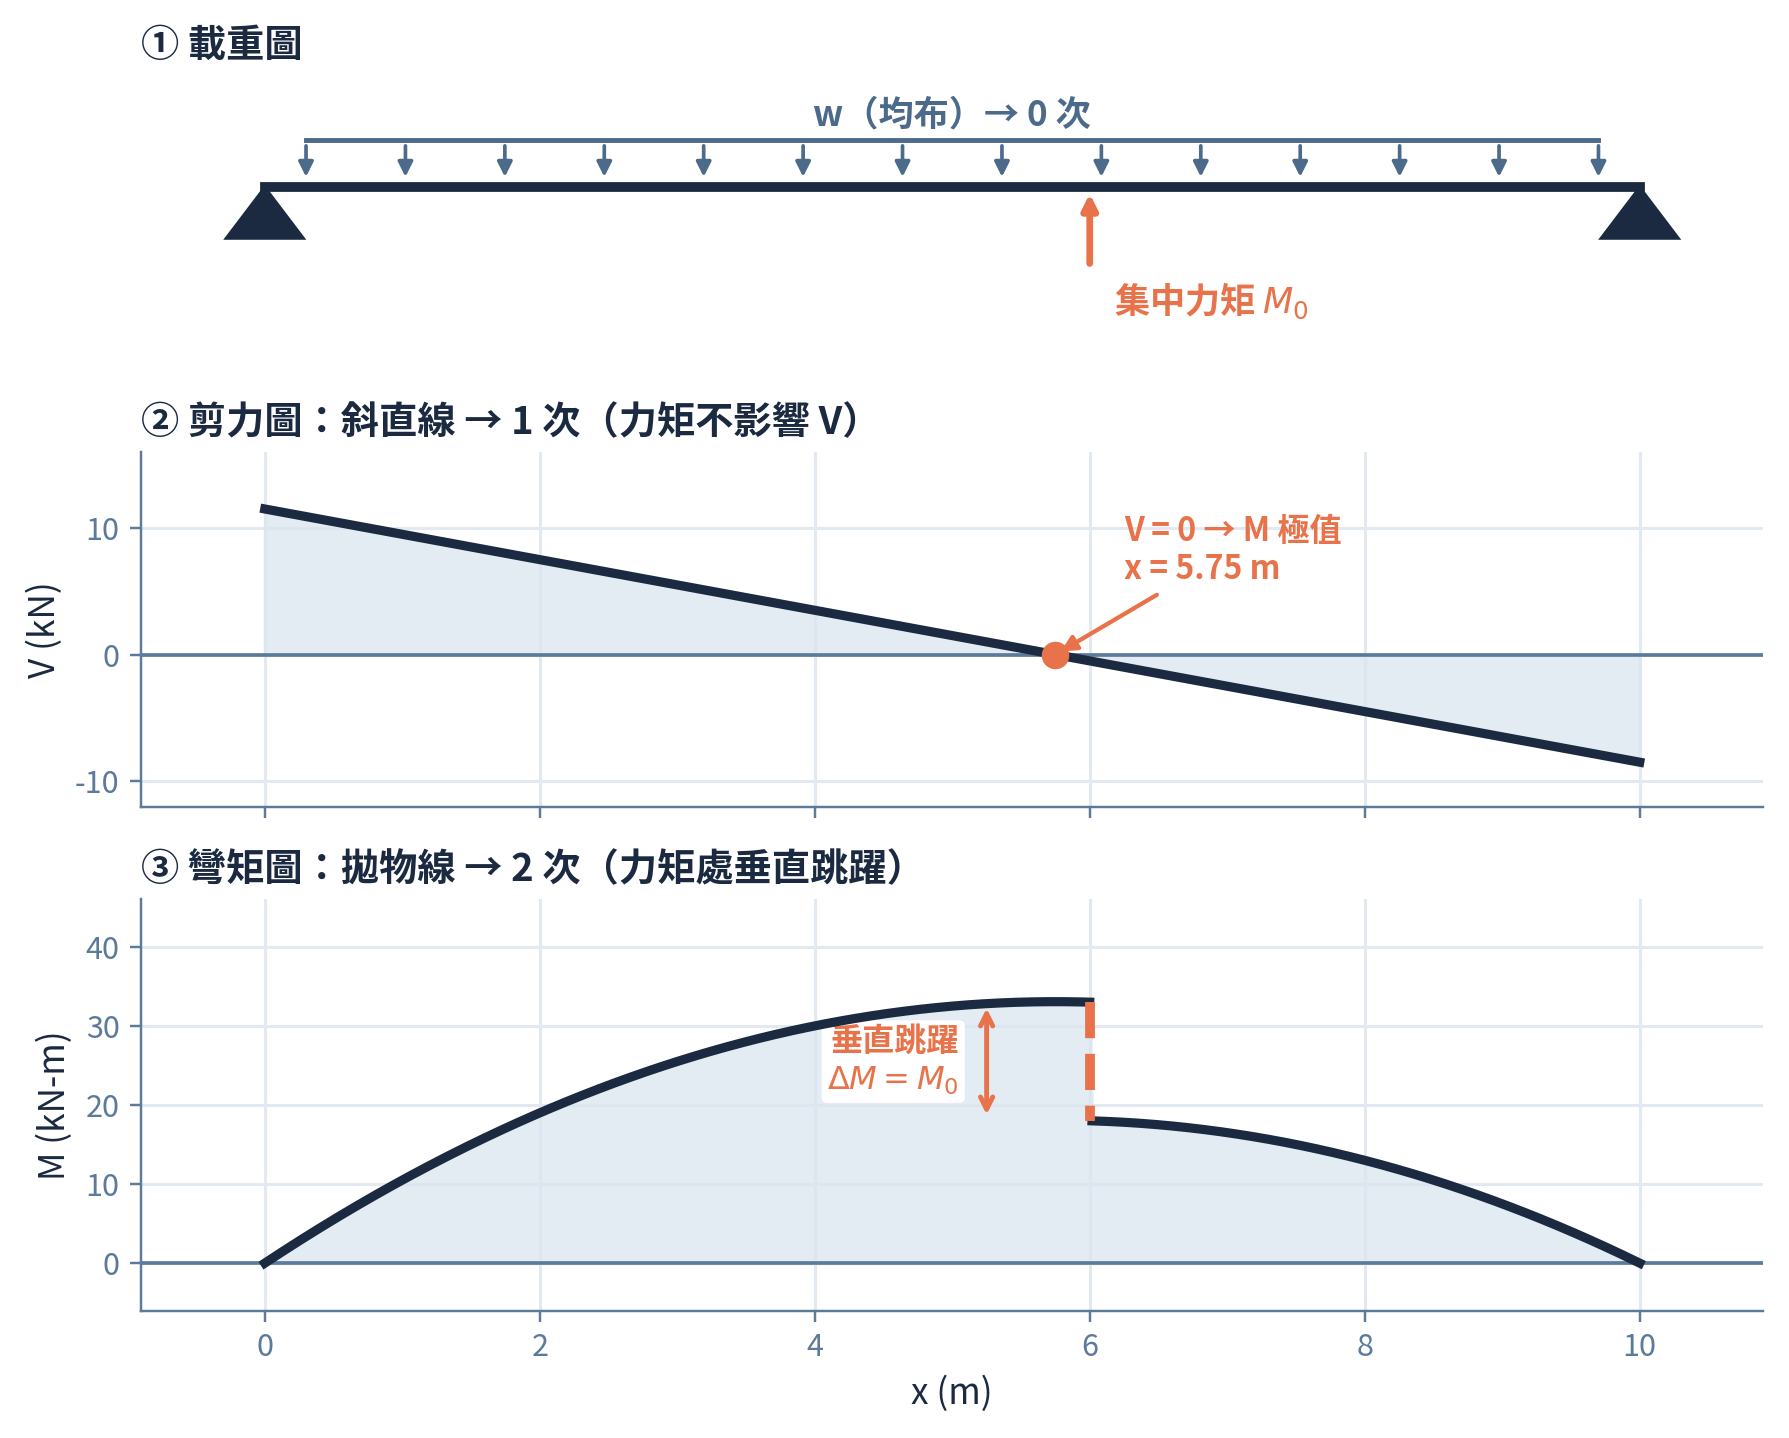 ① 載重圖
w（均布）→ 0 次
集中力矩 M₀
② 剪力圖：斜直線 → 1 次（力矩不影響 V）
V (kN)
10
0
-10
V = 0 → M 極值
x = 5.75 m
③ 彎矩圖：拋物線 → 2 次（力矩處垂直跳躍）
M (kN-m)
40
30
20
10
0
垂直跳躍
ΔM = M₀
0 2 4 6 8 10
x (m)